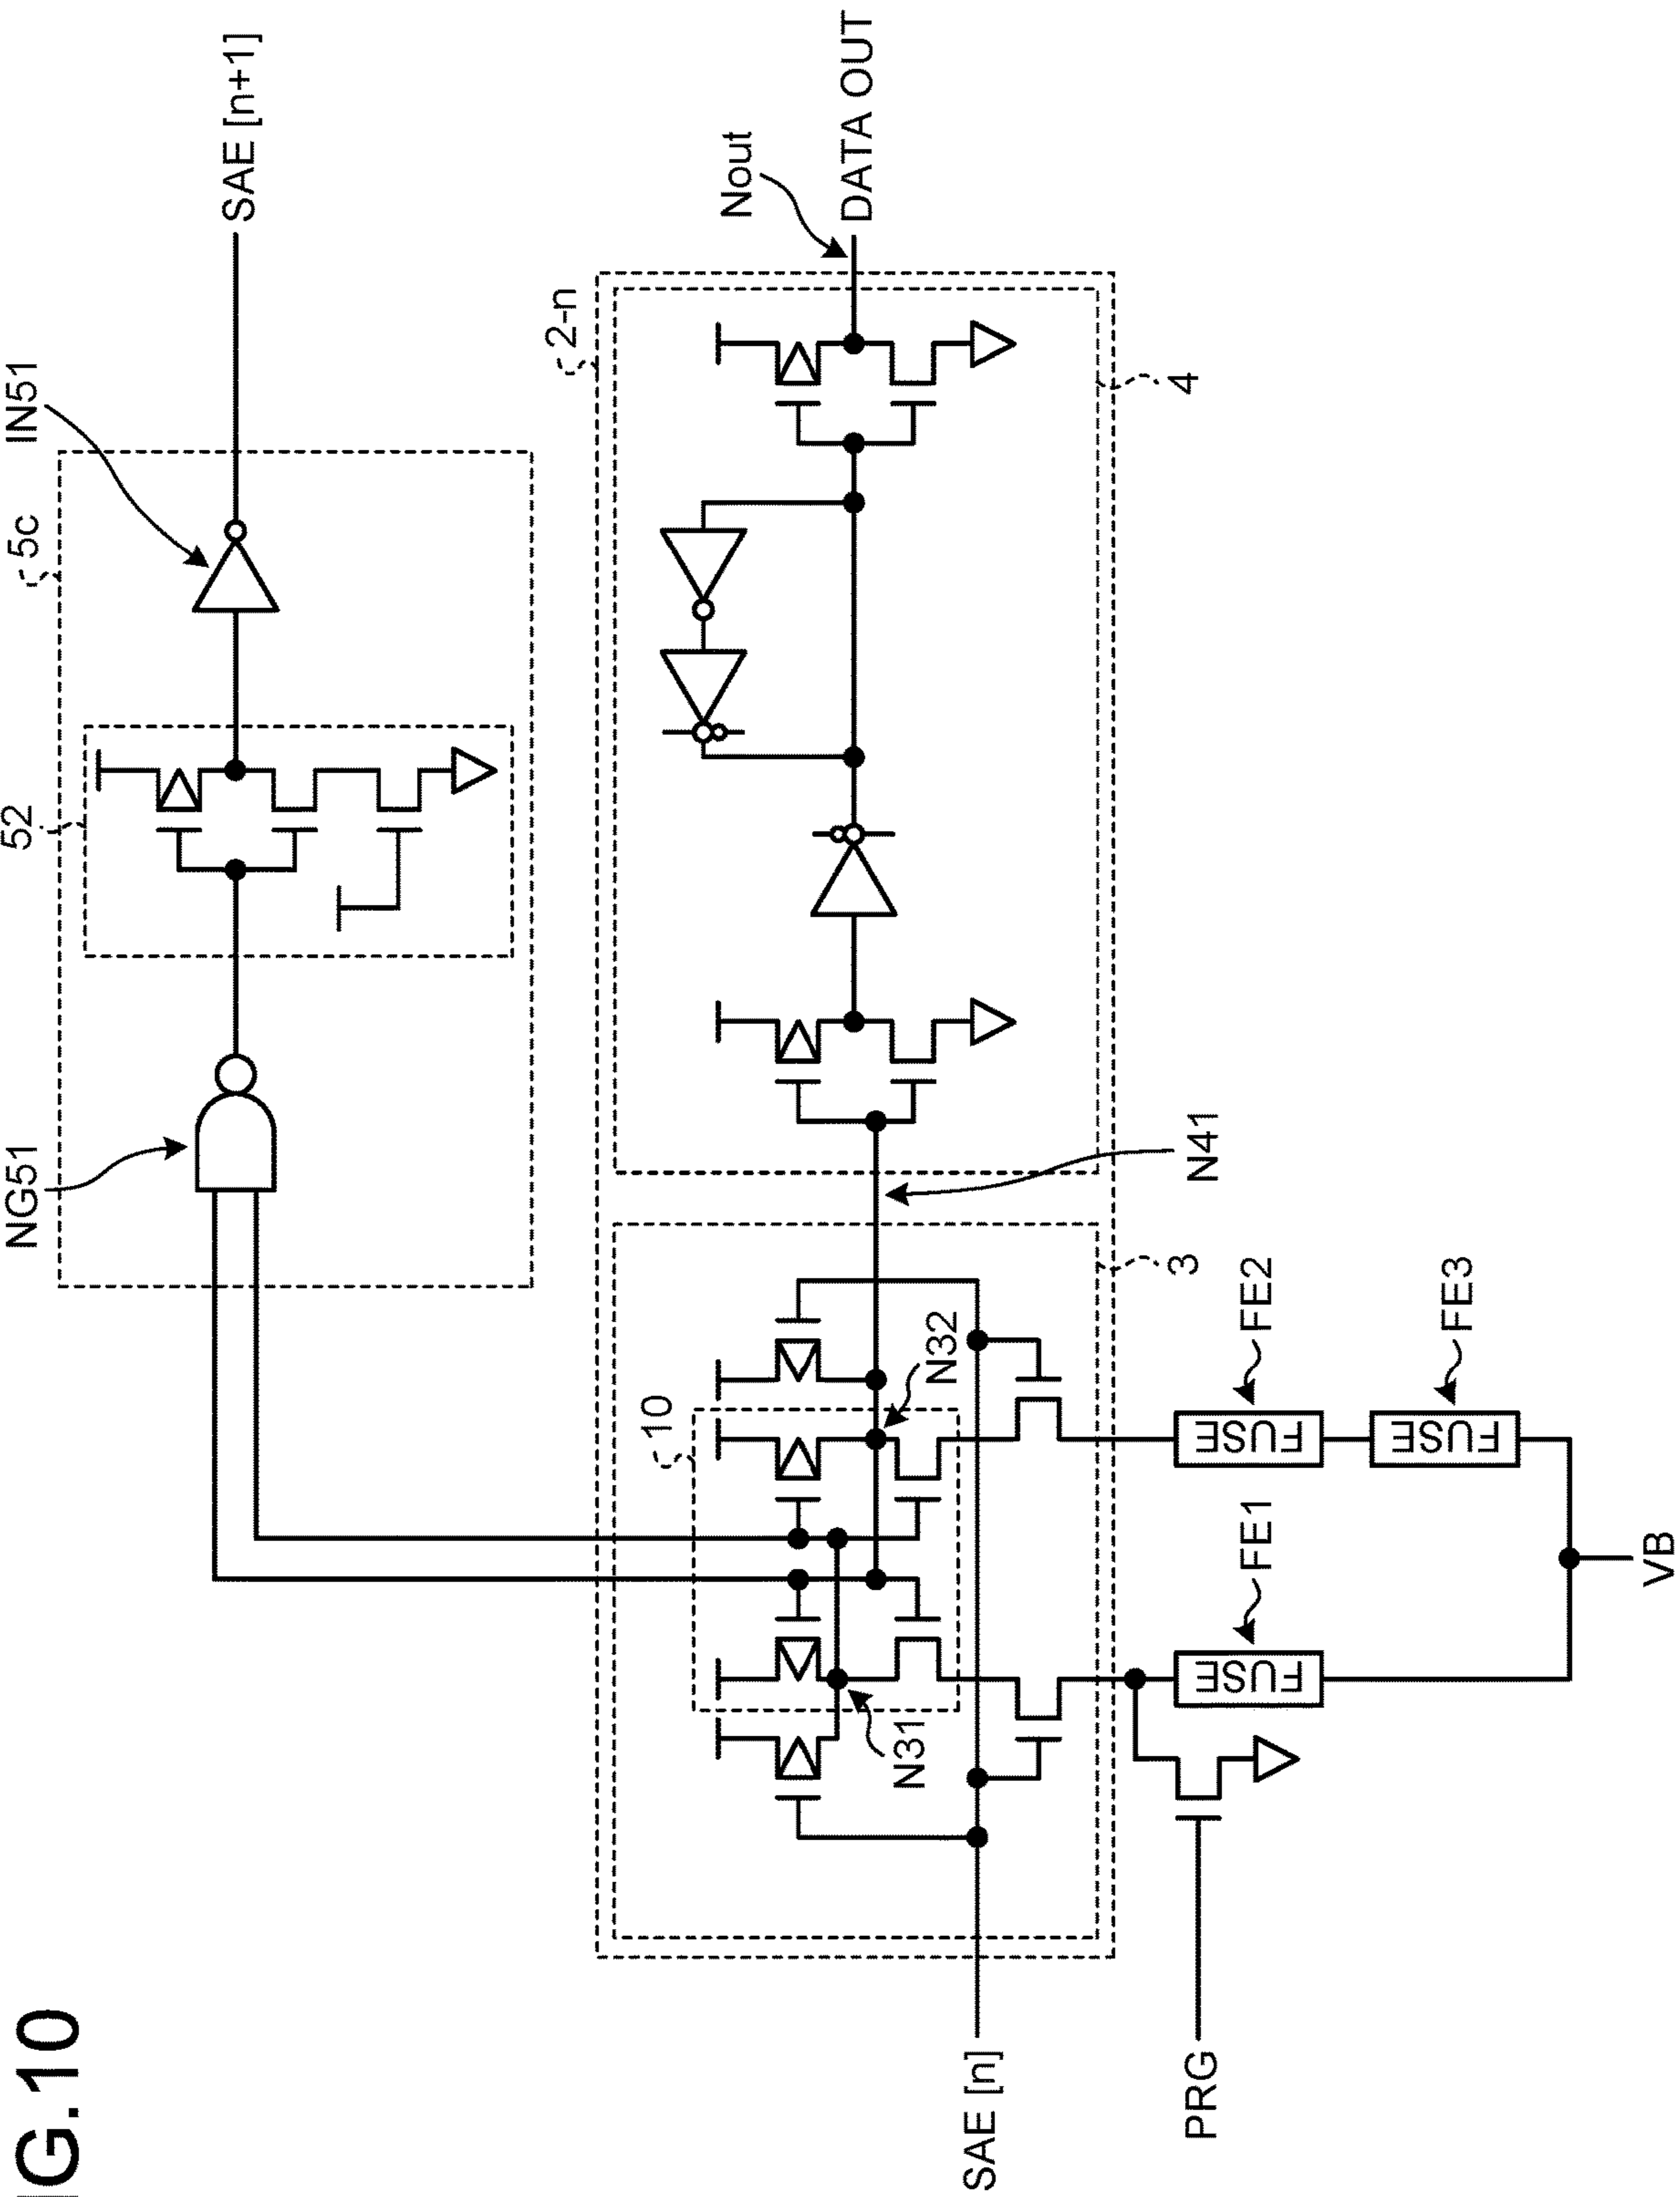 IG.10
SAE [n+1]
IN51
5c
52
NG51
Nout
DATA OUT
2-n
4
N41
3
N32
10
N31
FE2
FUSE
FE3
FUSE
FE1
FUSE
VB
SAE [n]
PRG